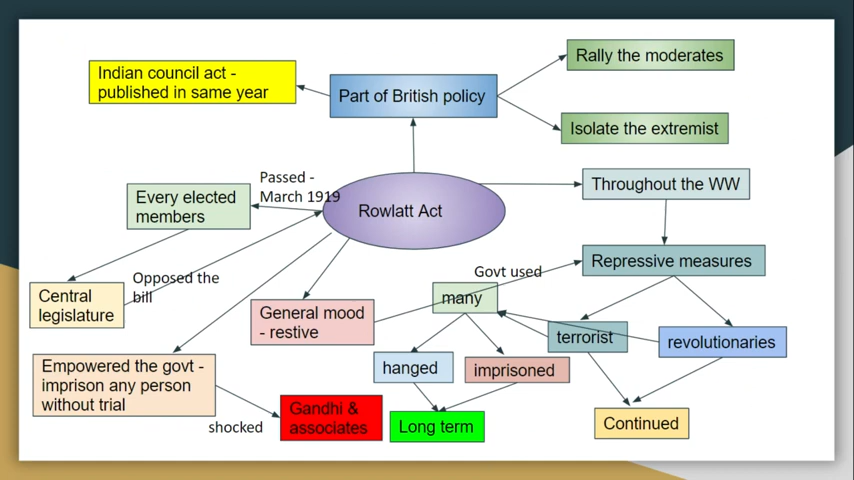 Rally the moderates
Indian council act -
published in same year
Part of British policy
Isolate the extremist
Passed -
March 1919
Throughout the WW
Every elected
members
Rowlatt Act
Repressive measures
Govt used
Opposed the
bill
Central
legislature
many
General mood
- restive
terrorist
revolutionaries
Empowered the govt -
imprison any person
without trial
hanged
imprisoned
Gandhi &
associates
shocked
Long term
Continued